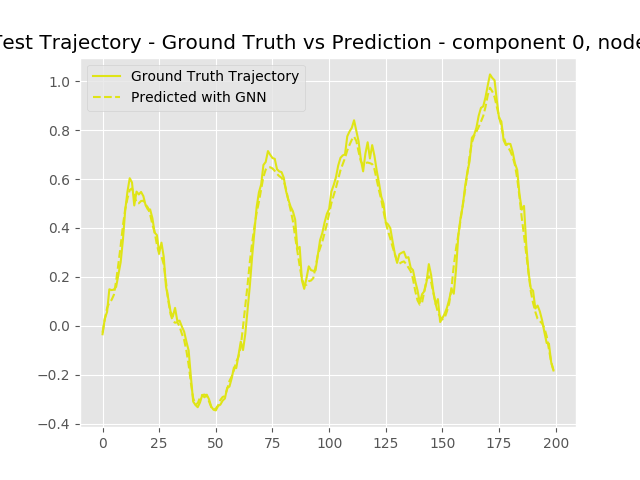 Test Trajectory - Ground Truth vs Prediction - component 0, node
Ground Truth Trajectory
Predicted with GNN
1.0
0.8
0.6
0.4
0.2
0.0
−0.2
−0.4
0 25 50 75 100 125 150 175 200